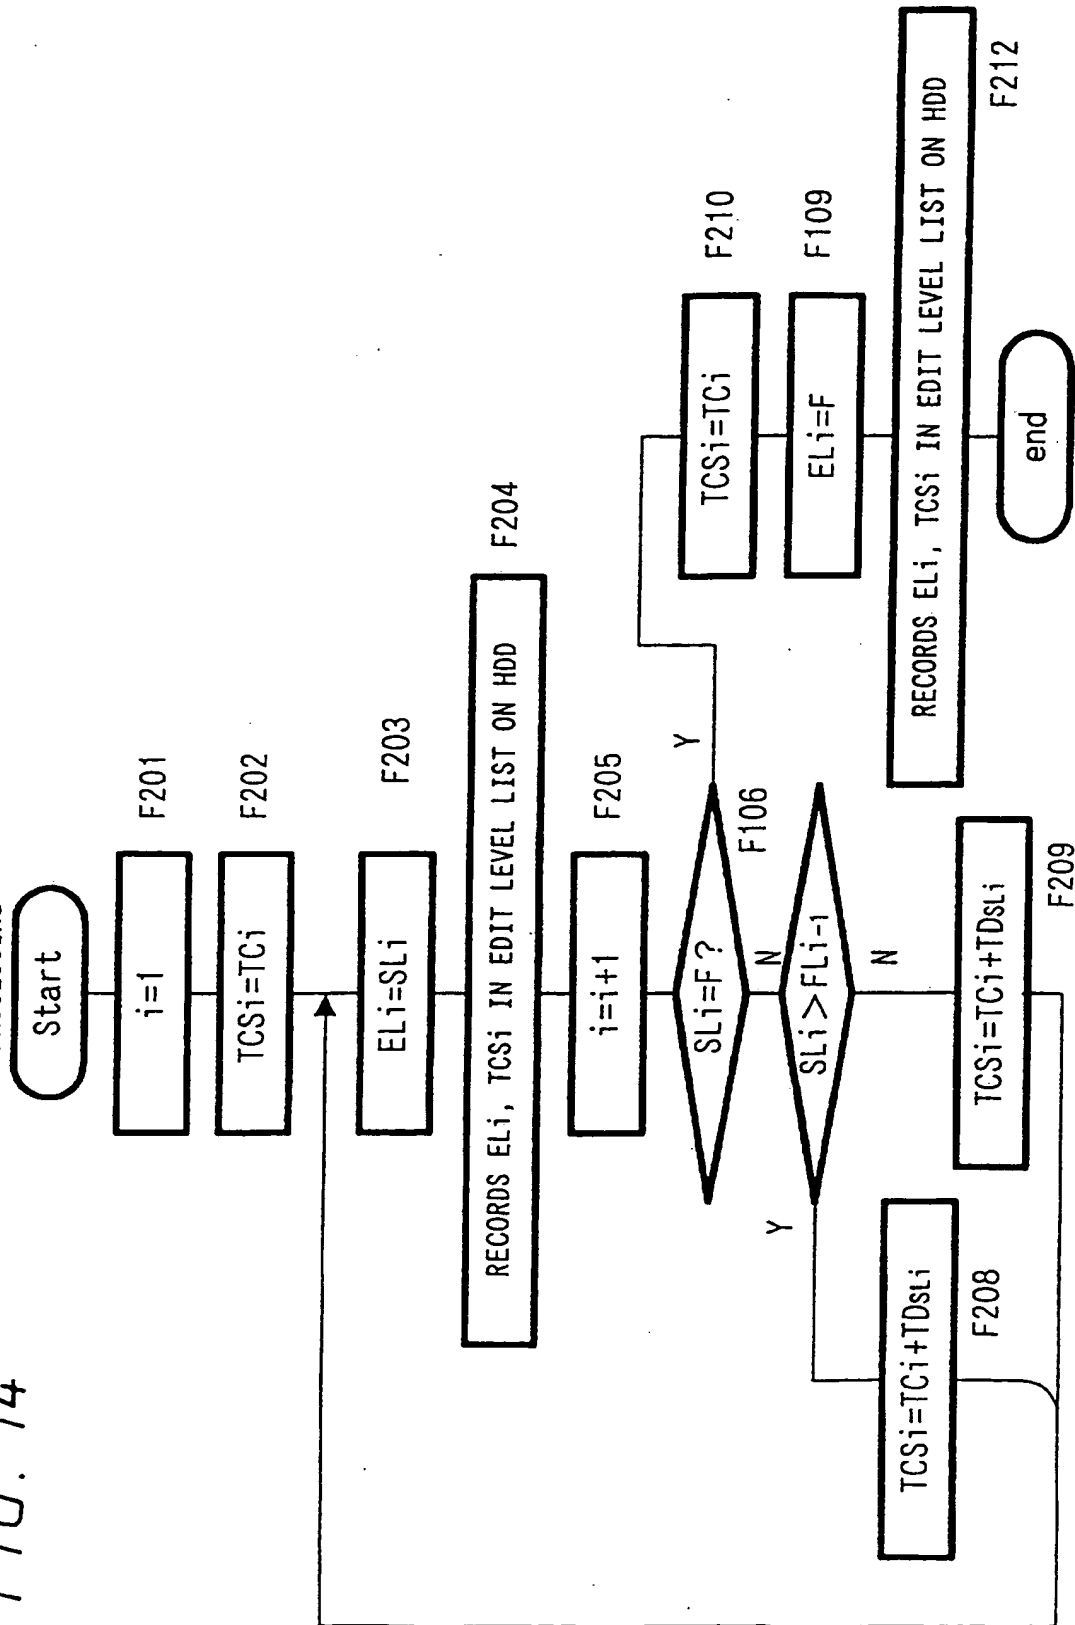 FIG. 14
Start
i=1
F201
TCSi=TCi
F202
ELi=SLi
F203
RECORDS ELi, TCSi IN EDIT LEVEL LIST ON HDD
F204
i=i+1
F205
SLi=F?
Y
F106
N
SLi>FLi-1
Y
N
TCSi=TCi+TDSLi
F208
TCSi=TCi+TDSLi
F209
TCSi=TCi
F210
ELi=F
F109
RECORDS ELi, TCSi IN EDIT LEVEL LIST ON HDD
F212
end